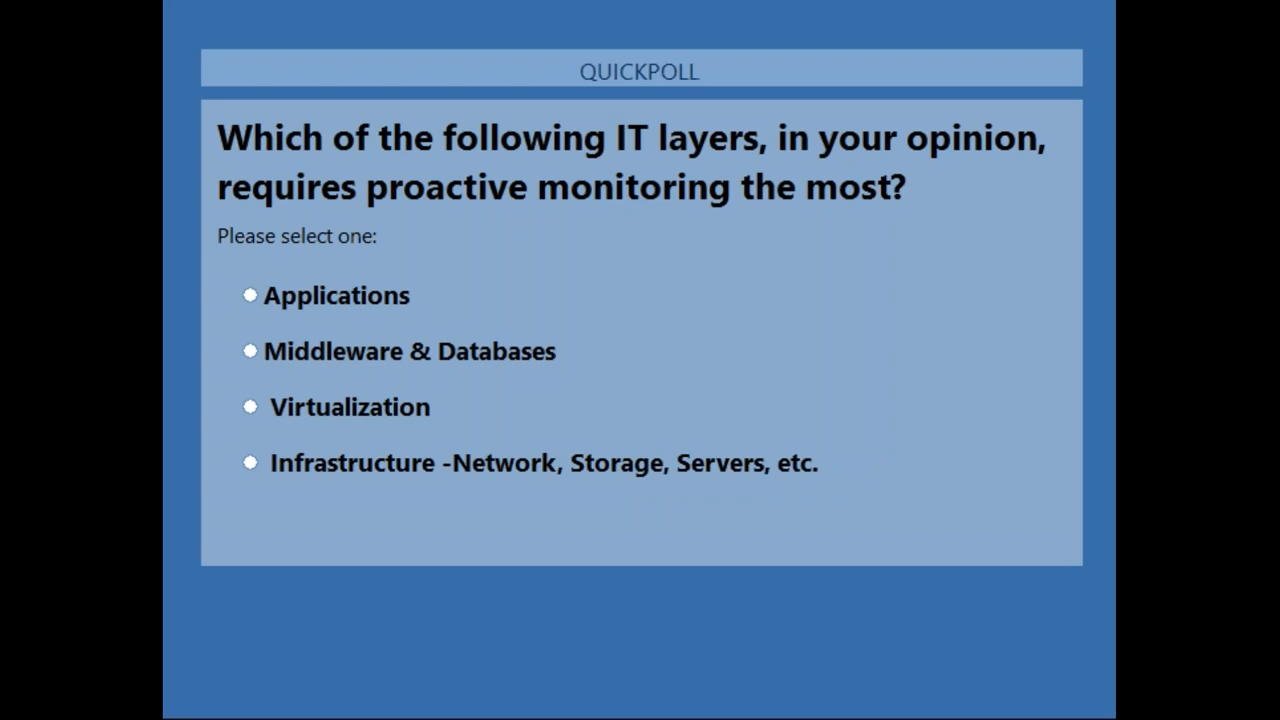 QUICKPOLL
Which of the following IT layers, in your opinion,
requires proactive monitoring the most?
Please select one:
Applications
Middleware & Databases
Virtualization
Infrastructure -Network, Storage, Servers, etc.